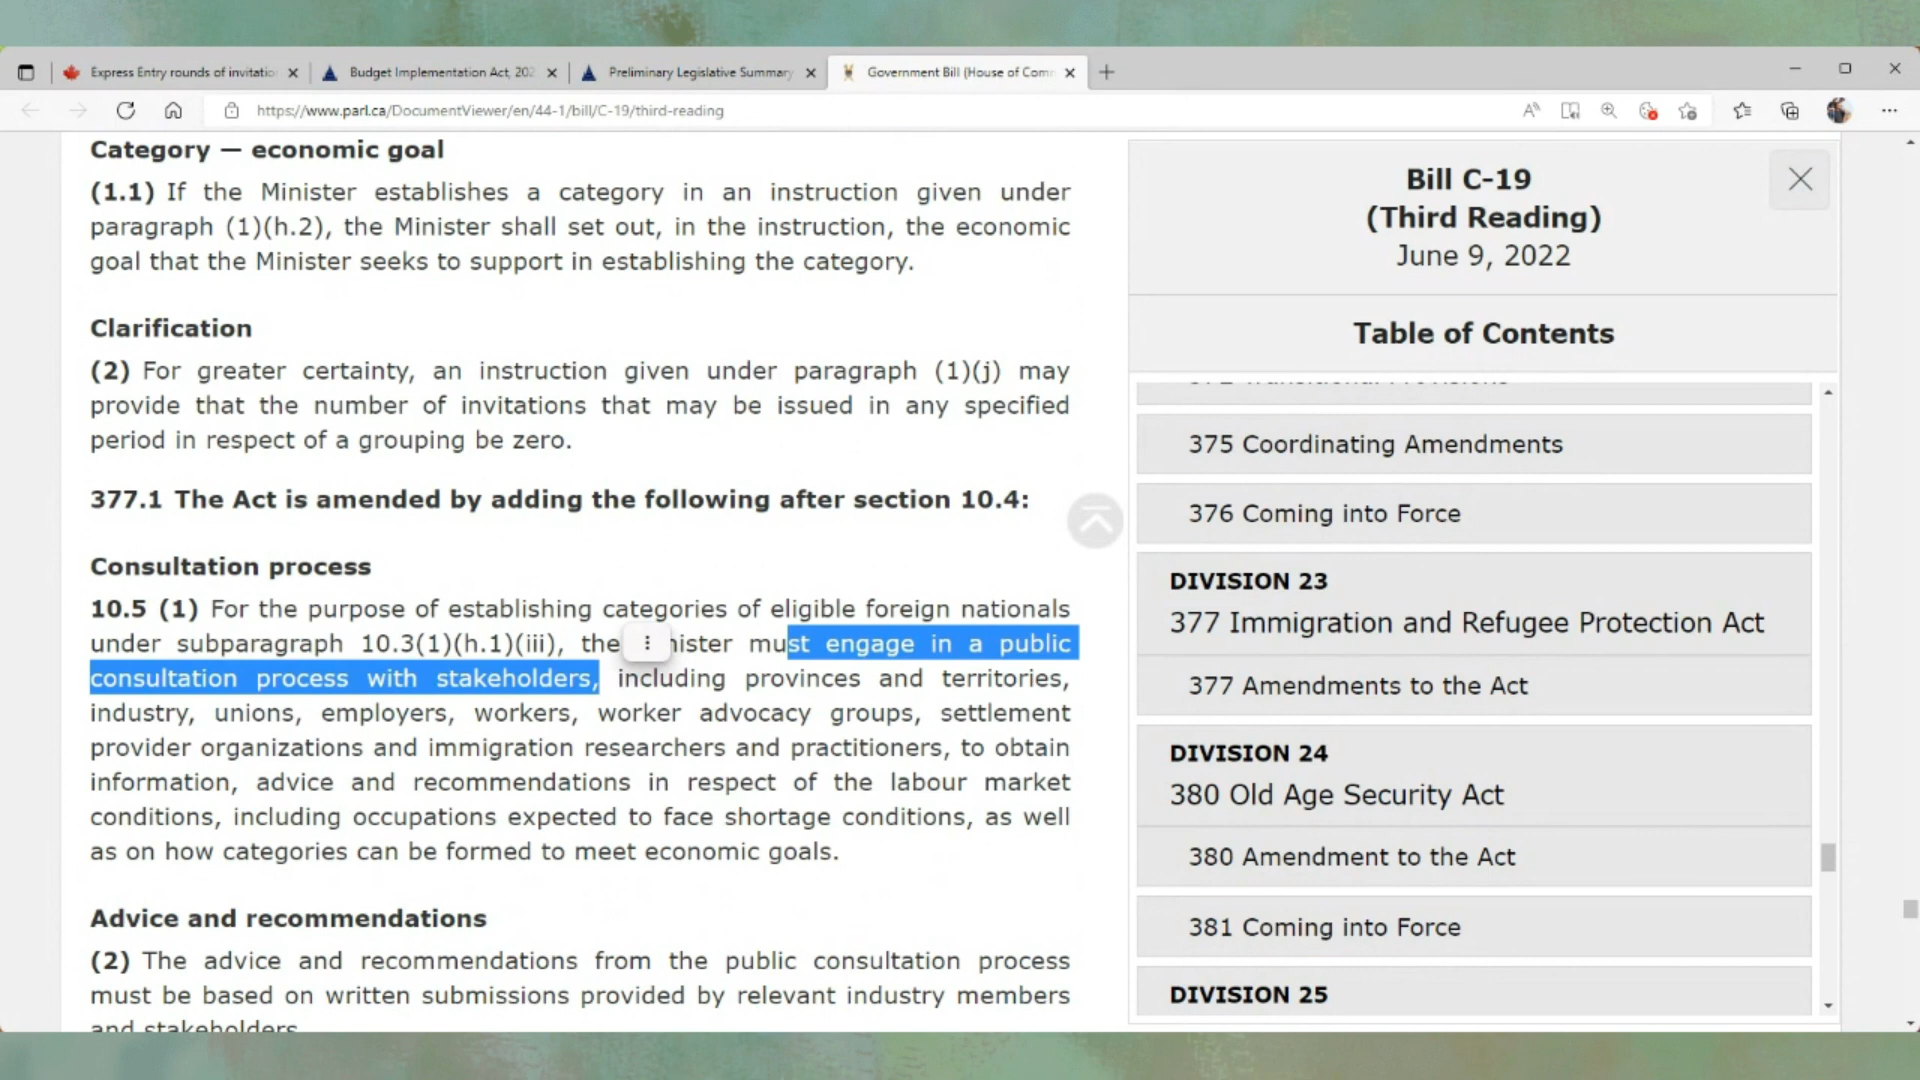 Express Entry rounds of invitatio
Budget Implementation Act, 202
Preliminary Legislative Summary
Government Bill (House of Com
https://www.parl.ca/DocumentViewer/en/44-1/bill/C-19/third-reading
Category — economic goal
(1.1) If the Minister establishes a category in an instruction given under
paragraph (1)(h.2), the Minister shall set out, in the instruction, the economic
goal that the Minister seeks to support in establishing the category.
Clarification
(2) For greater certainty, an instruction given under paragraph (1)(j) may
provide that the number of invitations that may be issued in any specified
period in respect of a grouping be zero.
377.1 The Act is amended by adding the following after section 10.4:
Consultation process
10.5 (1) For the purpose of establishing categories of eligible foreign nationals
under subparagraph 10.3(1)(h.1)(iii), the nister must engage in a public
consultation process with stakeholders, including provinces and territories,
industry, unions, employers, workers, worker advocacy groups, settlement
provider organizations and immigration researchers and practitioners, to obtain
information, advice and recommendations in respect of the labour market
conditions, including occupations expected to face shortage conditions, as well
as on how categories can be formed to meet economic goals.
Advice and recommendations
(2) The advice and recommendations from the public consultation process
must be based on written submissions provided by relevant industry members
and stakeholders
Bill C-19
(Third Reading)
June 9, 2022
Table of Contents
375 Coordinating Amendments
376 Coming into Force
DIVISION 23
377 Immigration and Refugee Protection Act
377 Amendments to the Act
DIVISION 24
380 Old Age Security Act
380 Amendment to the Act
381 Coming into Force
DIVISION 25